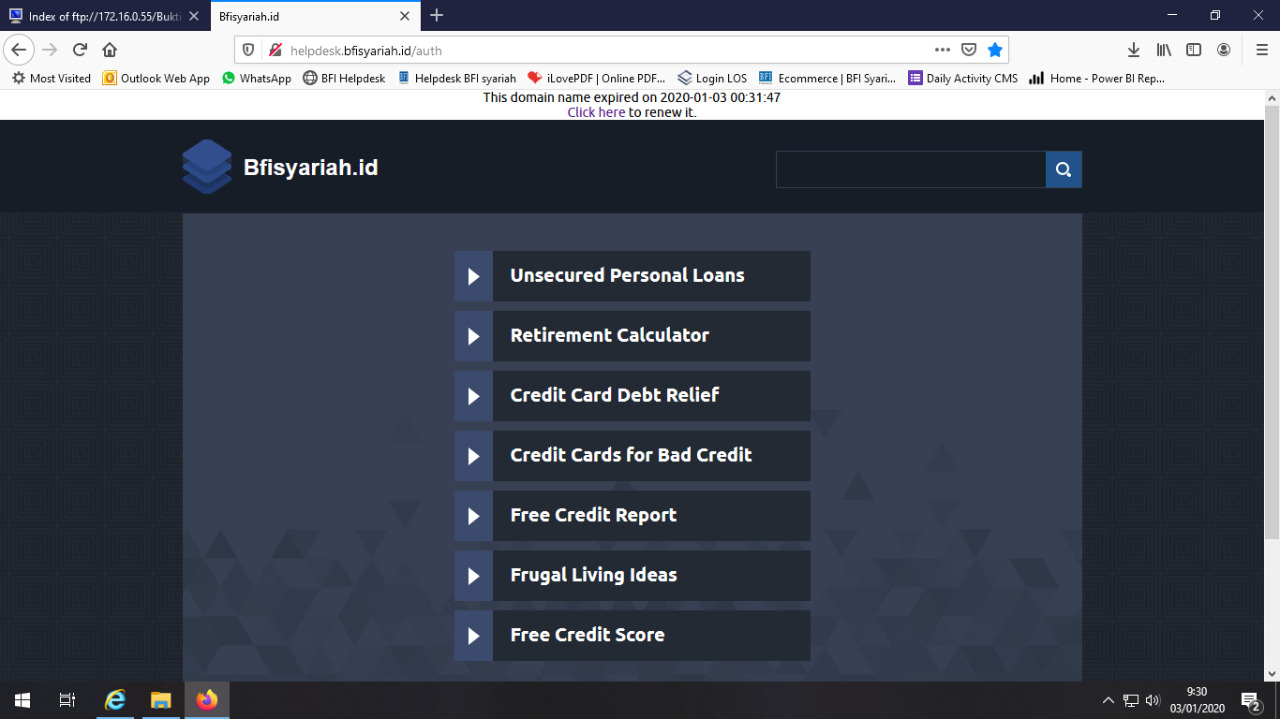 Index of ftp://172.16.0.55/Bukti
Bfisyariah.id
helpdesk.bfisyariah.id/auth
Most Visited
Outlook Web App
WhatsApp
BFI Helpdesk
Helpdesk BFI syariah
iLovePDF | Online PDF...
Login LOS
Ecommerce | BFI Syari...
Daily Activity CMS
Home - Power BI Rep...
This domain name expired on 2020-01-03 00:31:47
Click here to renew it.
Bfisyariah.id
Unsecured Personal Loans
Retirement Calculator
Credit Card Debt Relief
Credit Cards for Bad Credit
Free Credit Report
Frugal Living Ideas
Free Credit Score
9:30
03/01/2020
2